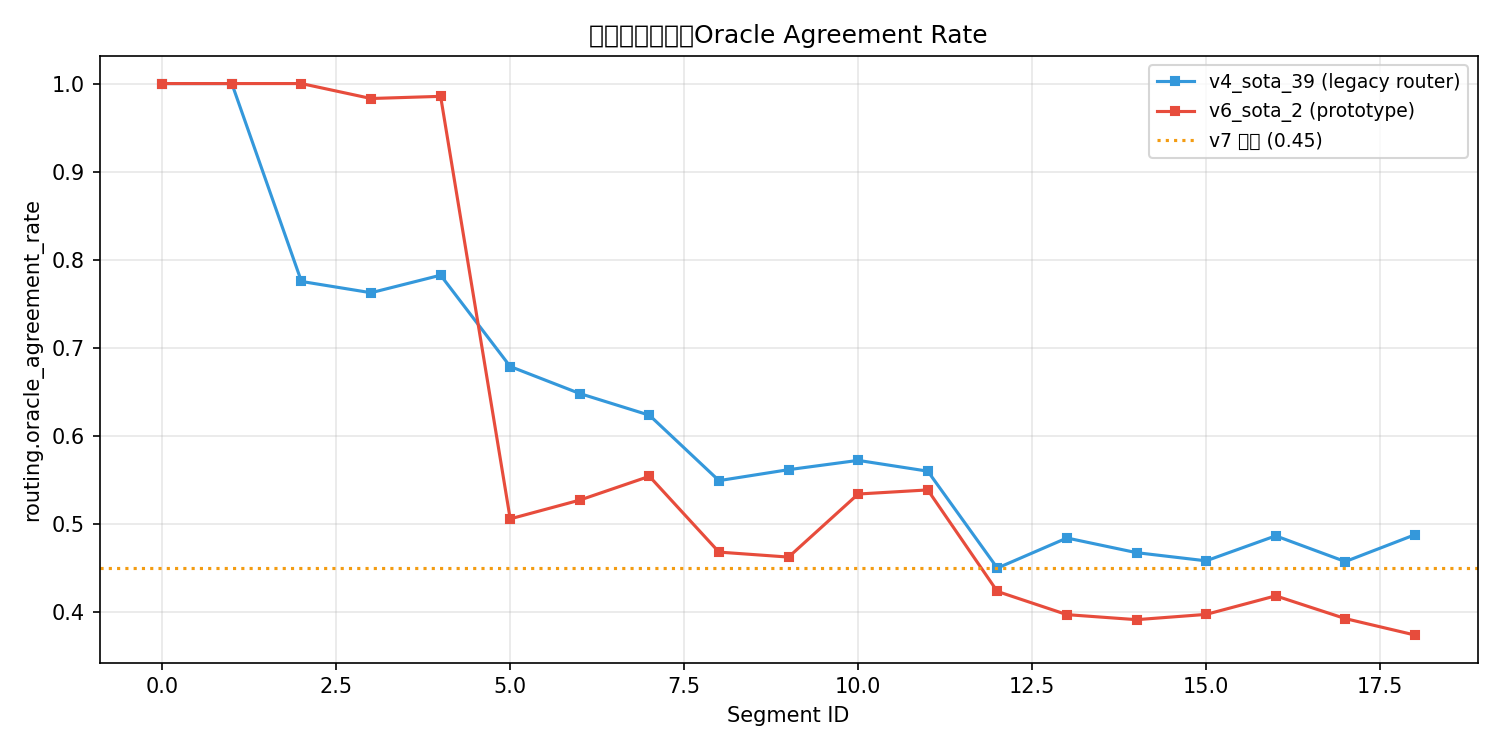 Oracle Agreement Rate
v4_sota_39 (legacy router)
v6_sota_2 (prototype)
v7 (0.45)
routing.oracle_agreement_rate
1.0
0.9
0.8
0.7
0.6
0.5
0.4
0.0 2.5 5.0 7.5 10.0 12.5 15.0 17.5
Segment ID